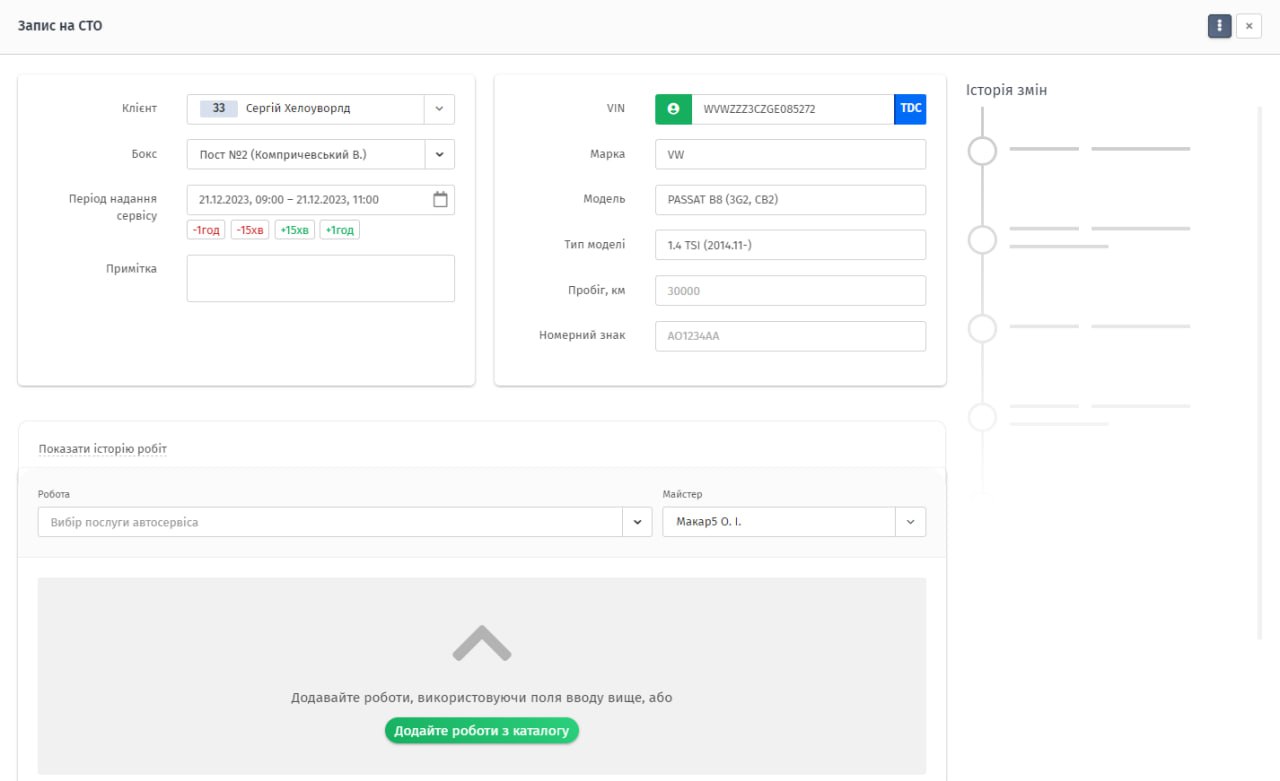 Запис на СТО
Клієнт
33 Сергій Хелоуворлд
Бокс
Пост №2 (Компричевський В.)
Період надання сервісу
21.12.2023, 09:00 – 21.12.2023, 11:00
-1год -15хв +15хв +1год
Примітка
VIN
WVWZZZ3CZGE085272 TDC
Марка
VW
Модель
PASSAT B8 (3G2, CB2)
Тип моделі
1.4 TSI (2014.11-)
Пробіг, км
30000
Номерний знак
AO1234AA
Історія змін
Показати історію робіт
Робота
Вибір послуги автосервіса
Майстер
Макар5 О. І.
Додавайте роботи, використовуючи поля вводу вище, або
Додайте роботи з каталогу